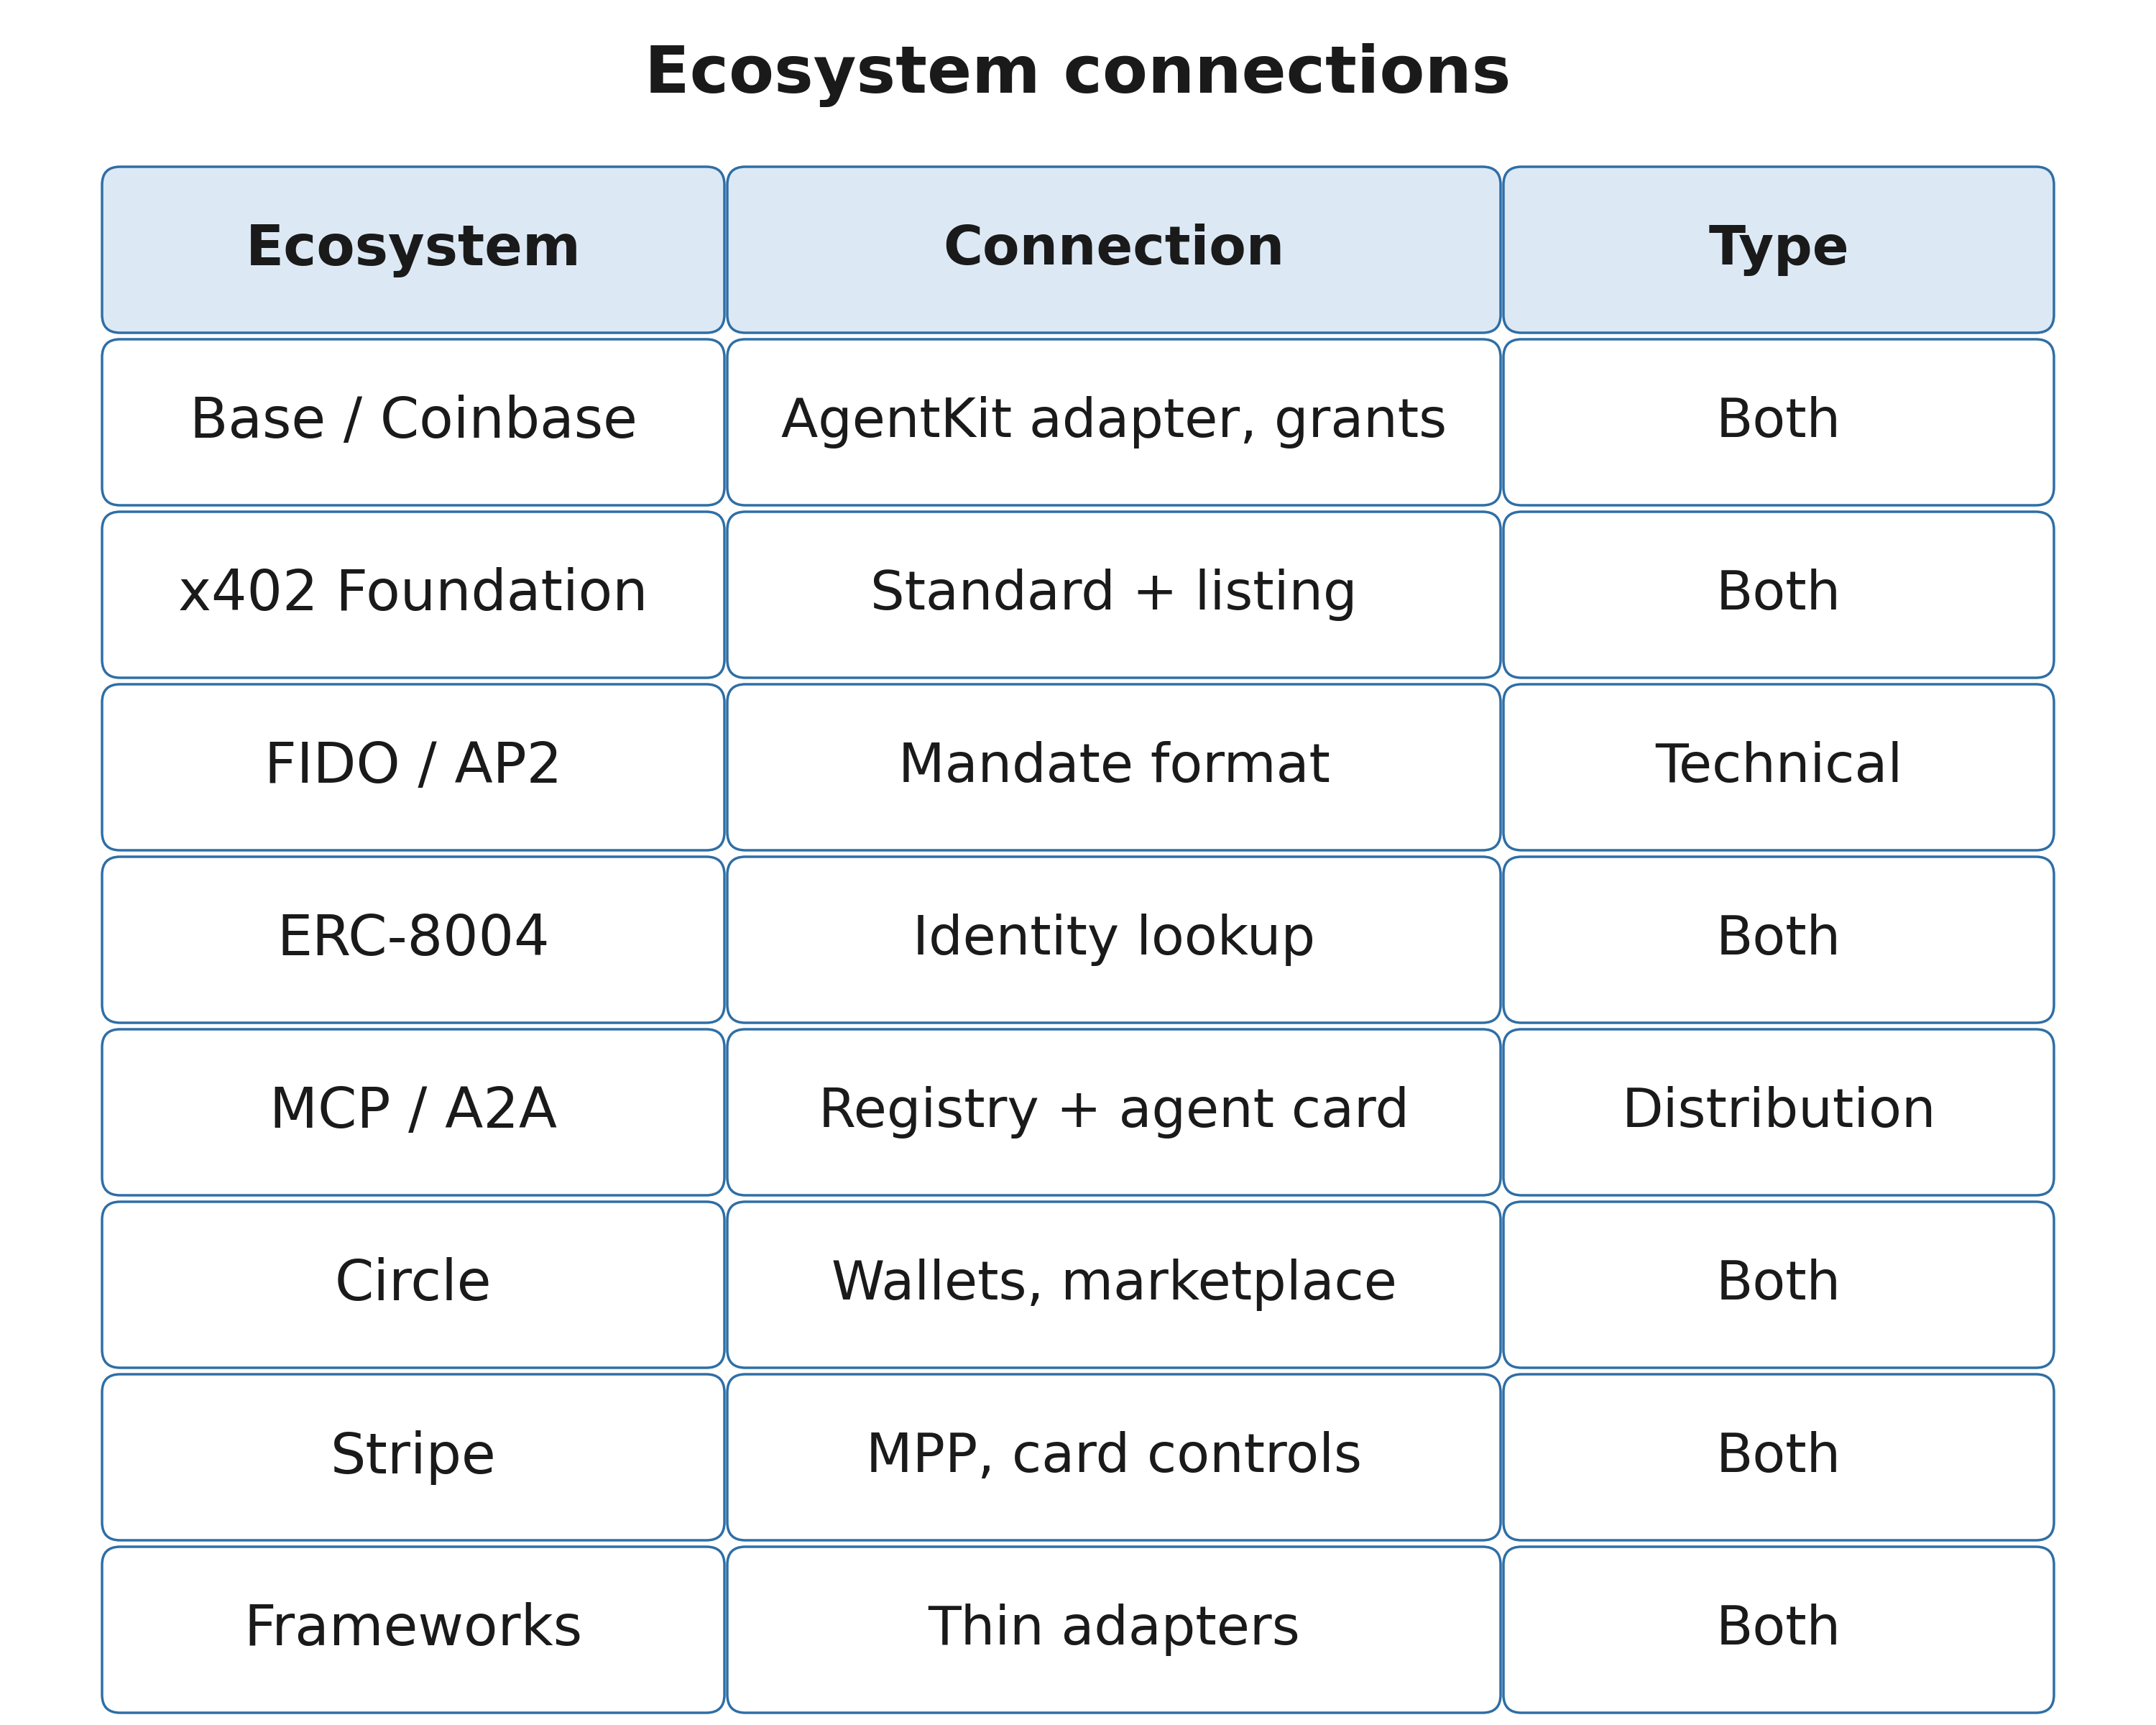 Ecosystem connections
Ecosystem Connection Type
Base / Coinbase AgentKit adapter, grants Both
x402 Foundation Standard + listing Both
FIDO / AP2 Mandate format Technical
ERC-8004 Identity lookup Both
MCP / A2A Registry + agent card Distribution
Circle Wallets, marketplace Both
Stripe MPP, card controls Both
Frameworks Thin adapters Both